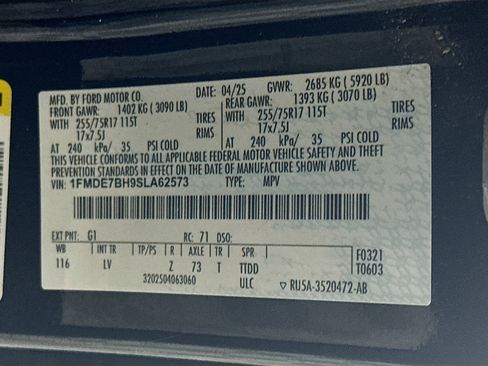 MFD. BY FORD MOTOR CO. DATE: 04/25 GVWR: 2685 KG (5920 LB)
FRONT GAWR: 1402 KG (3090 LB) REAR GAWR: 1393 KG (3070 LB)
WITH 255/75R17 115T TIRES WITH 255/75R17 115T TIRES
17x7.5J RIMS 17x7.5J RIMS
AT 240 kPa/ 35 PSI COLD AT 240 kPa/ 35 PSI COLD
THIS VEHICLE CONFORMS TO ALL APPLICABLE FEDERAL MOTOR VEHICLE SAFETY, BUMPER, AND THEFT
PREVENTION STANDARDS IN EFFECT ON THE DATE OF MANUFACTURE SHOWN ABOVE.
VIN: 1FMDE7BH9SLA62573 TYPE: MPV
EXT PNT: G1 RC: 71 DSO:
WB INT TR TP/PS R AXLE TR SPR F0321
116 LV Z 73 T TTDD T0603
3202504063060 ULC ▽ RU5A-3520472-AB